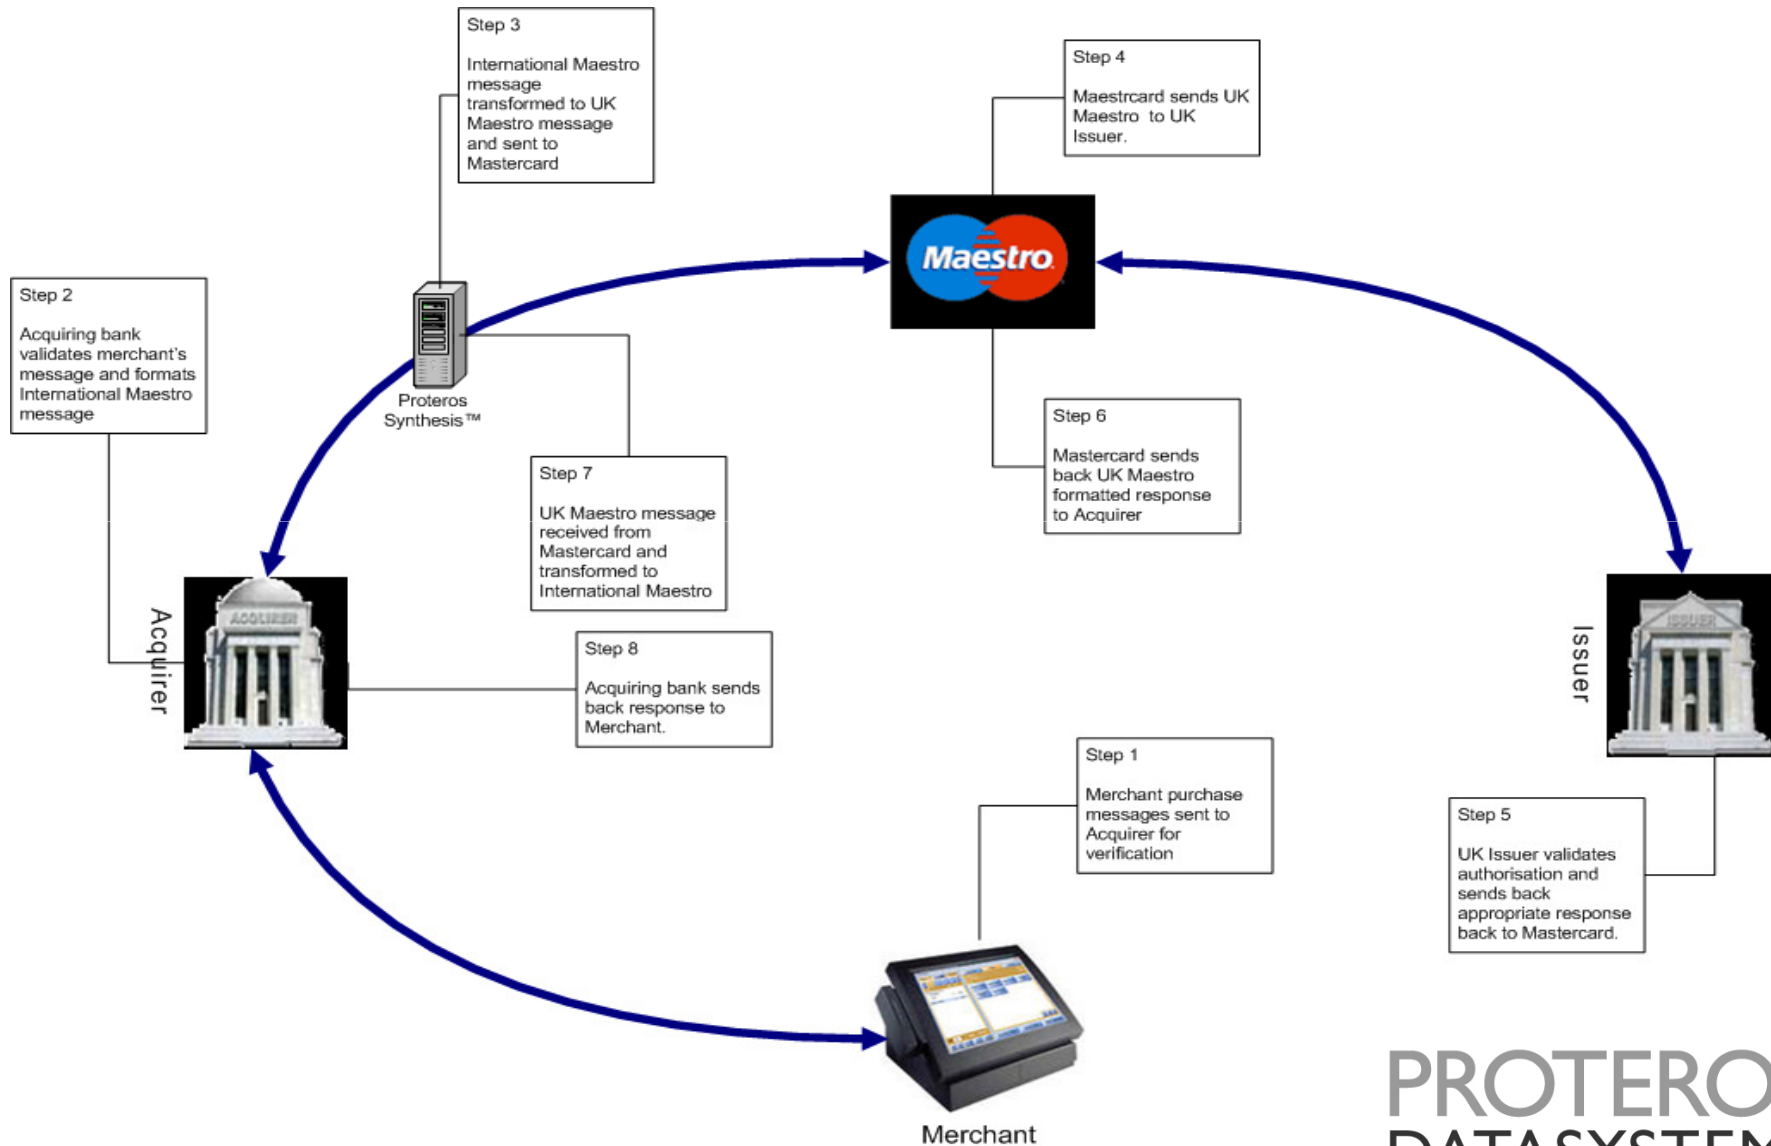 Step 3
International Maestro
message
transformed to UK
Maestro message
and sent to
Mastercard
Step 4
Maestrcard sends UK
Maestro to UK
Issuer.
Maestro
Step 2
Acquiring bank
validates merchant's
message and formats
International Maestro
message
Proteros
Synthesis™
Step 6
Mastercard sends
back UK Maestro
formatted response
to Acquirer
Step 7
UK Maestro message
received from
Mastercard and
transformed to
International Maestro
Acquirer
ACQUIRER
Step 8
Acquiring bank sends
back response to
Merchant.
Issuer
ISSUER
Step 1
Merchant purchase
messages sent to
Acquirer for
verification
Step 5
UK Issuer validates
authorisation and
sends back
appropriate response
back to Mastercard.
Merchant
PROTERO
DATASYSTEM